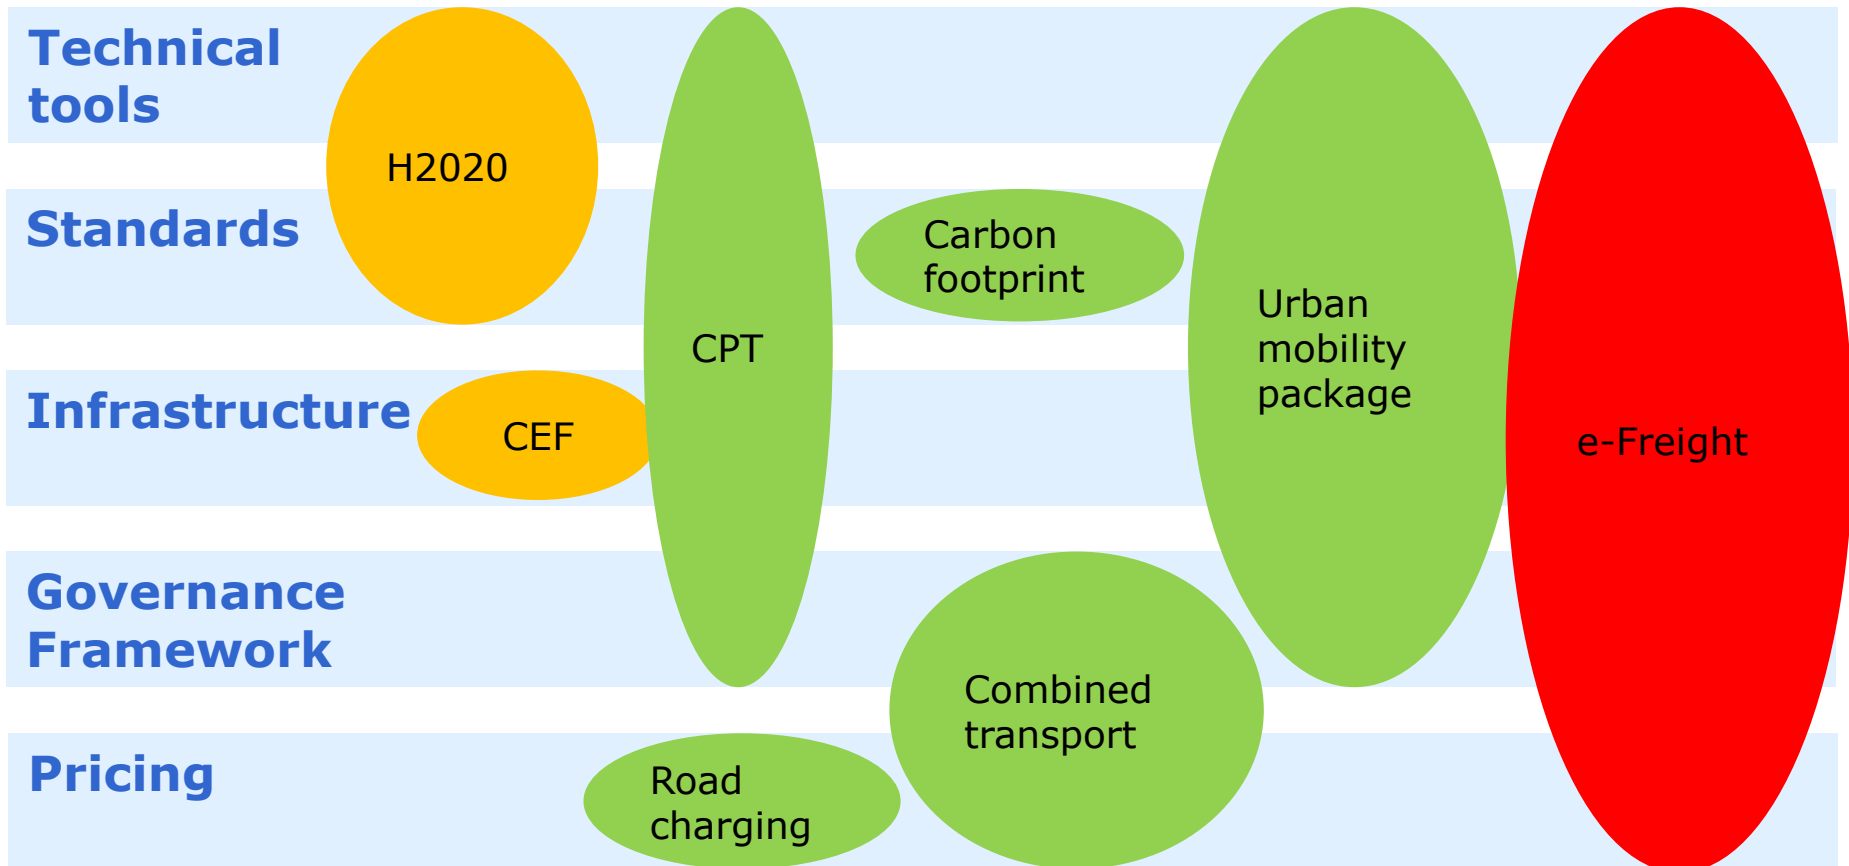 Technical
tools
H2020
Standards
Carbon
footprint
Urban
mobility
package
CPT
Infrastructure
CEF
e-Freight
Governance
Framework
Combined
transport
Pricing
Road
charging